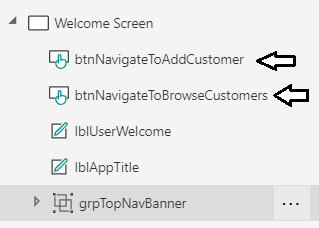 Welcome Screen
btnNavigateToAddCustomer
btnNavigateToBrowseCustomers
lblUserWelcome
lblAppTitle
grpTopNavBanner